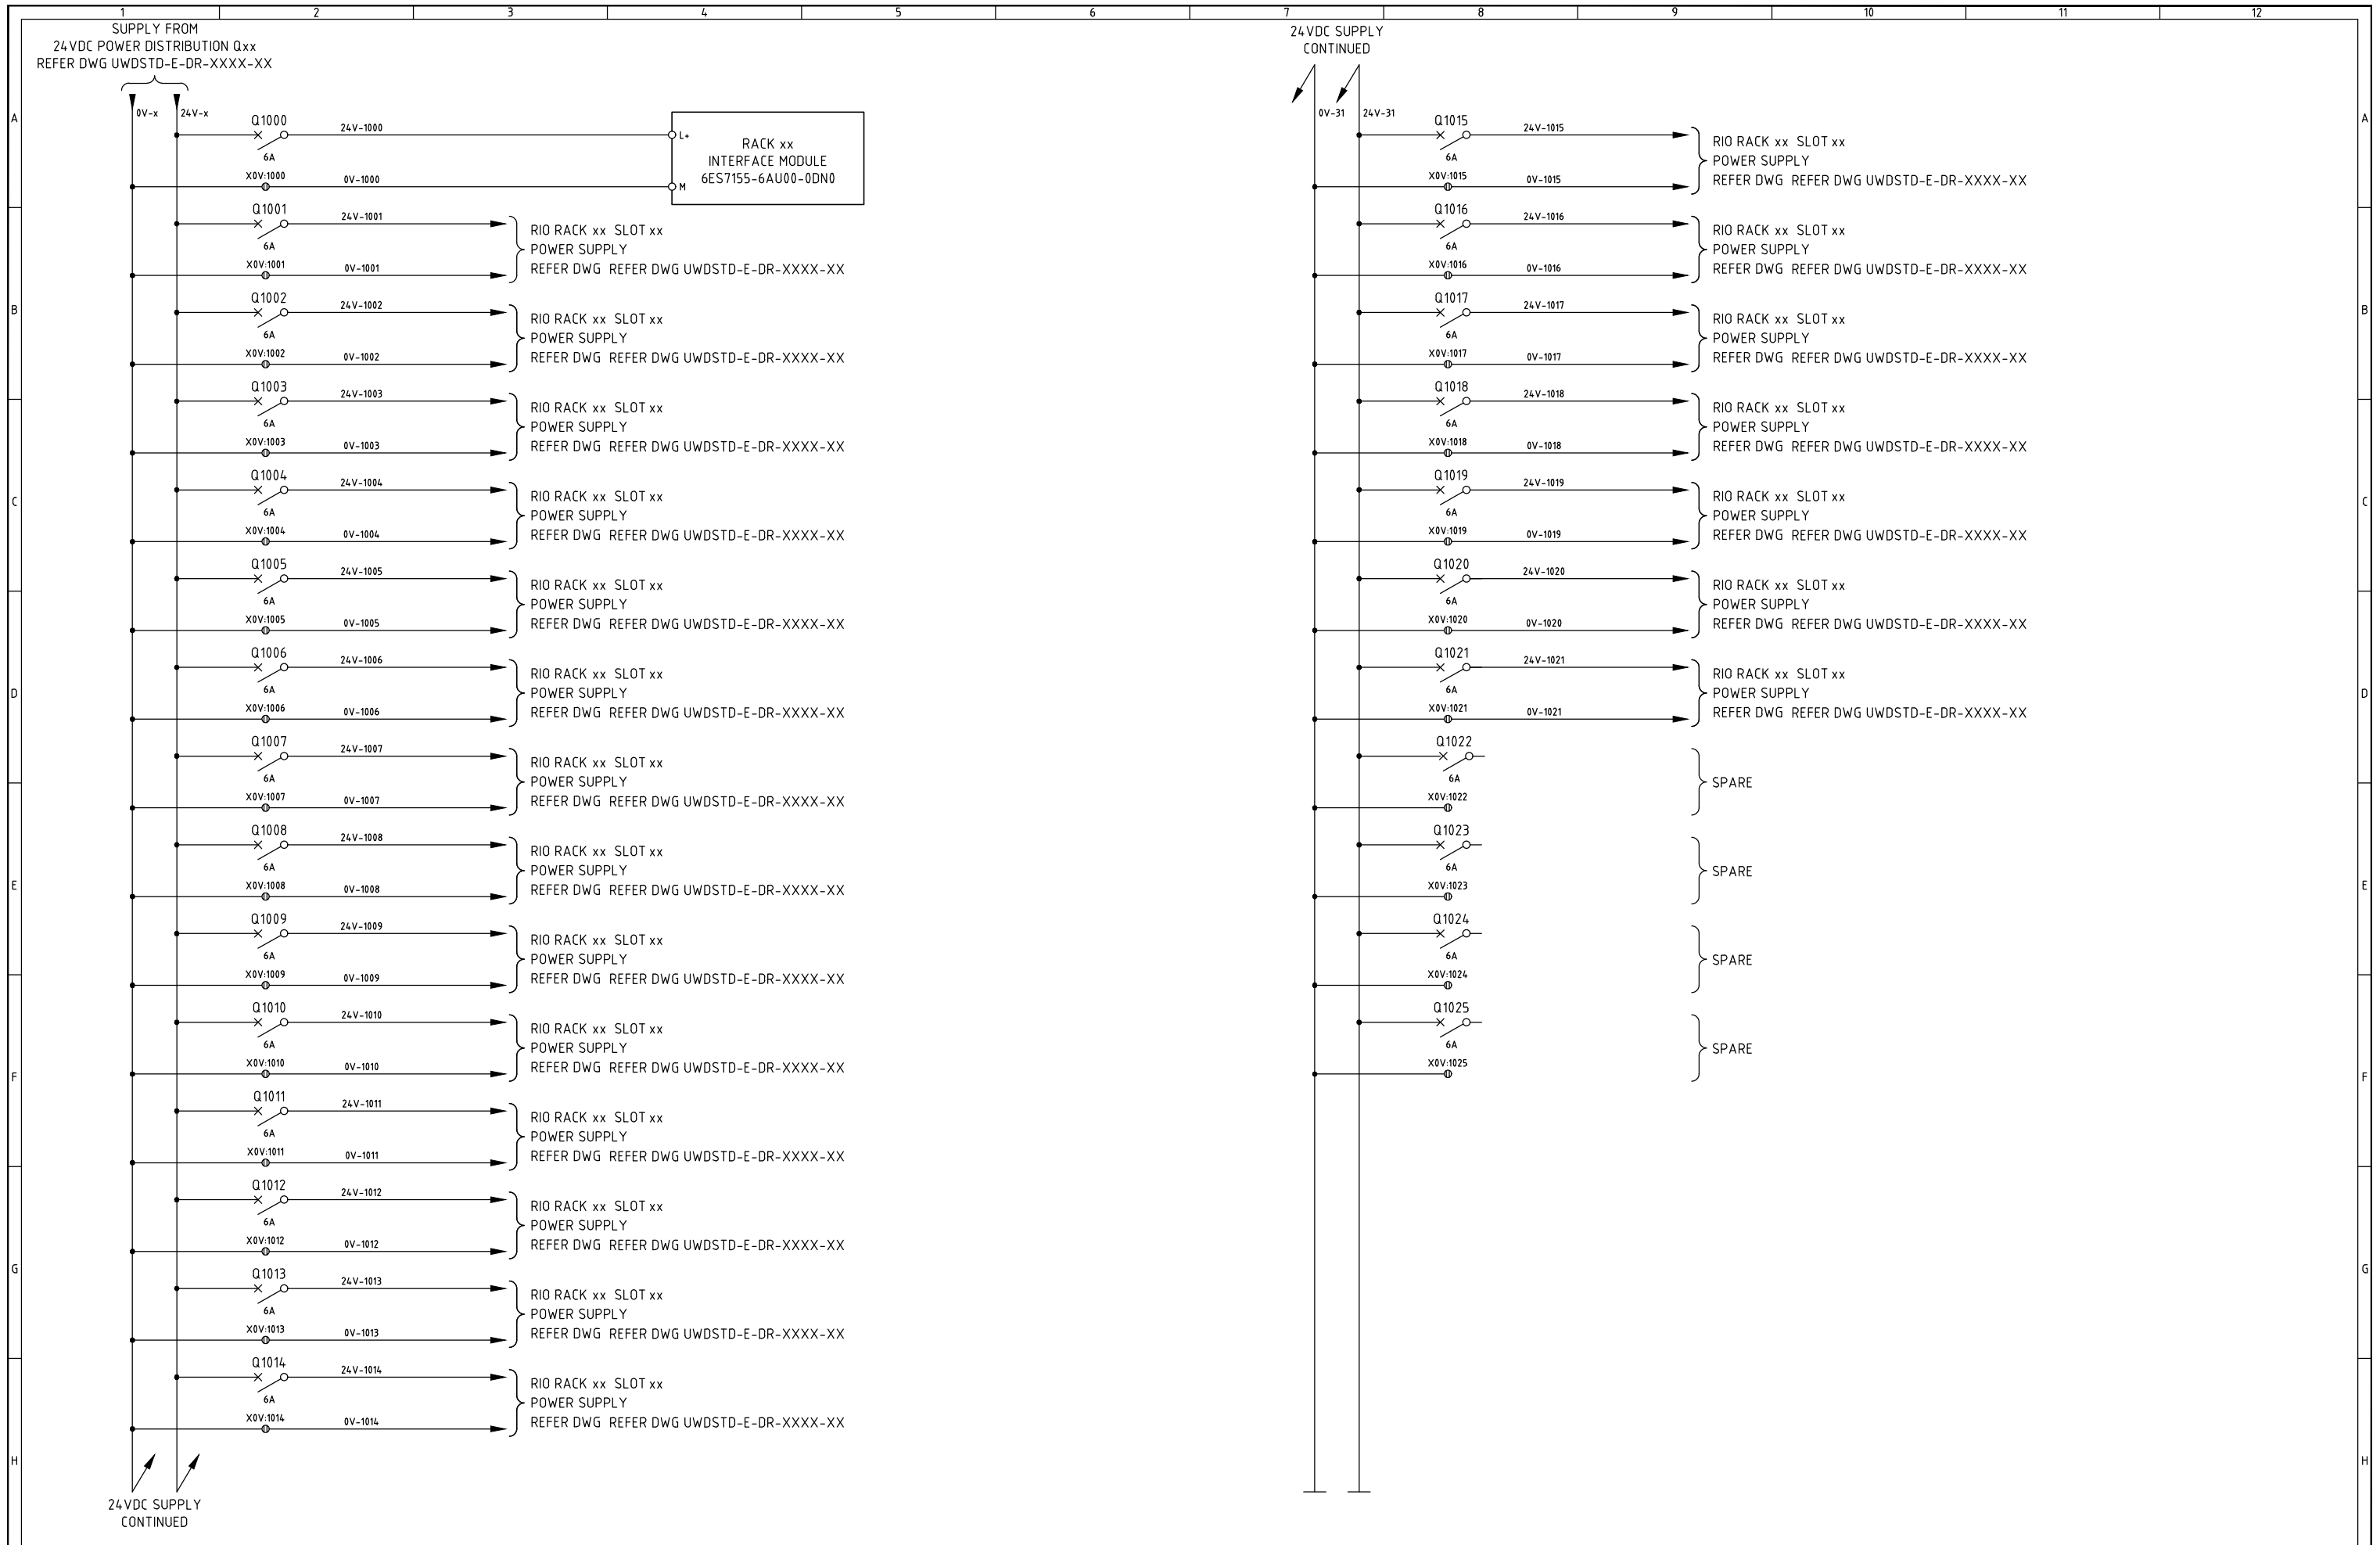 1 2 3 4 5 6 7 8 9 10 11 12
SUPPLY FROM
24VDC POWER DISTRIBUTION Qxx
REFER DWG UWDSTD-E-DR-XXXX-XX
0V-x 24V-x
A
Q1000 24V-1000
6A
X0V:1000 0V-1000
L+
M
RACK xx
INTERFACE MODULE
6ES7155-6AU00-0DN0
Q1001 24V-1001
6A
X0V:1001 0V-1001
RIO RACK xx SLOT xx
POWER SUPPLY
REFER DWG REFER DWG UWDSTD-E-DR-XXXX-XX
B
Q1002 24V-1002
6A
X0V:1002 0V-1002
RIO RACK xx SLOT xx
POWER SUPPLY
REFER DWG REFER DWG UWDSTD-E-DR-XXXX-XX
Q1003 24V-1003
6A
X0V:1003 0V-1003
RIO RACK xx SLOT xx
POWER SUPPLY
REFER DWG REFER DWG UWDSTD-E-DR-XXXX-XX
C
Q1004 24V-1004
6A
X0V:1004 0V-1004
RIO RACK xx SLOT xx
POWER SUPPLY
REFER DWG REFER DWG UWDSTD-E-DR-XXXX-XX
Q1005 24V-1005
6A
X0V:1005 0V-1005
RIO RACK xx SLOT xx
POWER SUPPLY
REFER DWG REFER DWG UWDSTD-E-DR-XXXX-XX
D
Q1006 24V-1006
6A
X0V:1006 0V-1006
RIO RACK xx SLOT xx
POWER SUPPLY
REFER DWG REFER DWG UWDSTD-E-DR-XXXX-XX
Q1007 24V-1007
6A
X0V:1007 0V-1007
RIO RACK xx SLOT xx
POWER SUPPLY
REFER DWG REFER DWG UWDSTD-E-DR-XXXX-XX
E
Q1008 24V-1008
6A
X0V:1008 0V-1008
RIO RACK xx SLOT xx
POWER SUPPLY
REFER DWG REFER DWG UWDSTD-E-DR-XXXX-XX
Q1009 24V-1009
6A
X0V:1009 0V-1009
RIO RACK xx SLOT xx
POWER SUPPLY
REFER DWG REFER DWG UWDSTD-E-DR-XXXX-XX
F
Q1010 24V-1010
6A
X0V:1010 0V-1010
RIO RACK xx SLOT xx
POWER SUPPLY
REFER DWG REFER DWG UWDSTD-E-DR-XXXX-XX
Q1011 24V-1011
6A
X0V:1011 0V-1011
RIO RACK xx SLOT xx
POWER SUPPLY
REFER DWG REFER DWG UWDSTD-E-DR-XXXX-XX
G
Q1012 24V-1012
6A
X0V:1012 0V-1012
RIO RACK xx SLOT xx
POWER SUPPLY
REFER DWG REFER DWG UWDSTD-E-DR-XXXX-XX
Q1013 24V-1013
6A
X0V:1013 0V-1013
RIO RACK xx SLOT xx
POWER SUPPLY
REFER DWG REFER DWG UWDSTD-E-DR-XXXX-XX
H
Q1014 24V-1014
6A
X0V:1014 0V-1014
RIO RACK xx SLOT xx
POWER SUPPLY
REFER DWG REFER DWG UWDSTD-E-DR-XXXX-XX
24VDC SUPPLY
CONTINUED
24VDC SUPPLY
CONTINUED
0V-31 24V-31
A
Q1015 24V-1015
6A
X0V:1015 0V-1015
RIO RACK xx SLOT xx
POWER SUPPLY
REFER DWG REFER DWG UWDSTD-E-DR-XXXX-XX
Q1016 24V-1016
6A
X0V:1016 0V-1016
RIO RACK xx SLOT xx
POWER SUPPLY
REFER DWG REFER DWG UWDSTD-E-DR-XXXX-XX
B
Q1017 24V-1017
6A
X0V:1017 0V-1017
RIO RACK xx SLOT xx
POWER SUPPLY
REFER DWG REFER DWG UWDSTD-E-DR-XXXX-XX
Q1018 24V-1018
6A
X0V:1018 0V-1018
RIO RACK xx SLOT xx
POWER SUPPLY
REFER DWG REFER DWG UWDSTD-E-DR-XXXX-XX
C
Q1019 24V-1019
6A
X0V:1019 0V-1019
RIO RACK xx SLOT xx
POWER SUPPLY
REFER DWG REFER DWG UWDSTD-E-DR-XXXX-XX
Q1020 24V-1020
6A
X0V:1020 0V-1020
RIO RACK xx SLOT xx
POWER SUPPLY
REFER DWG REFER DWG UWDSTD-E-DR-XXXX-XX
D
Q1021 24V-1021
6A
X0V:1021 0V-1021
RIO RACK xx SLOT xx
POWER SUPPLY
REFER DWG REFER DWG UWDSTD-E-DR-XXXX-XX
Q1022
6A
X0V:1022
SPARE
E
Q1023
6A
X0V:1023
SPARE
Q1024
6A
X0V:1024
SPARE
F
Q1025
6A
X0V:1025
SPARE
G
H